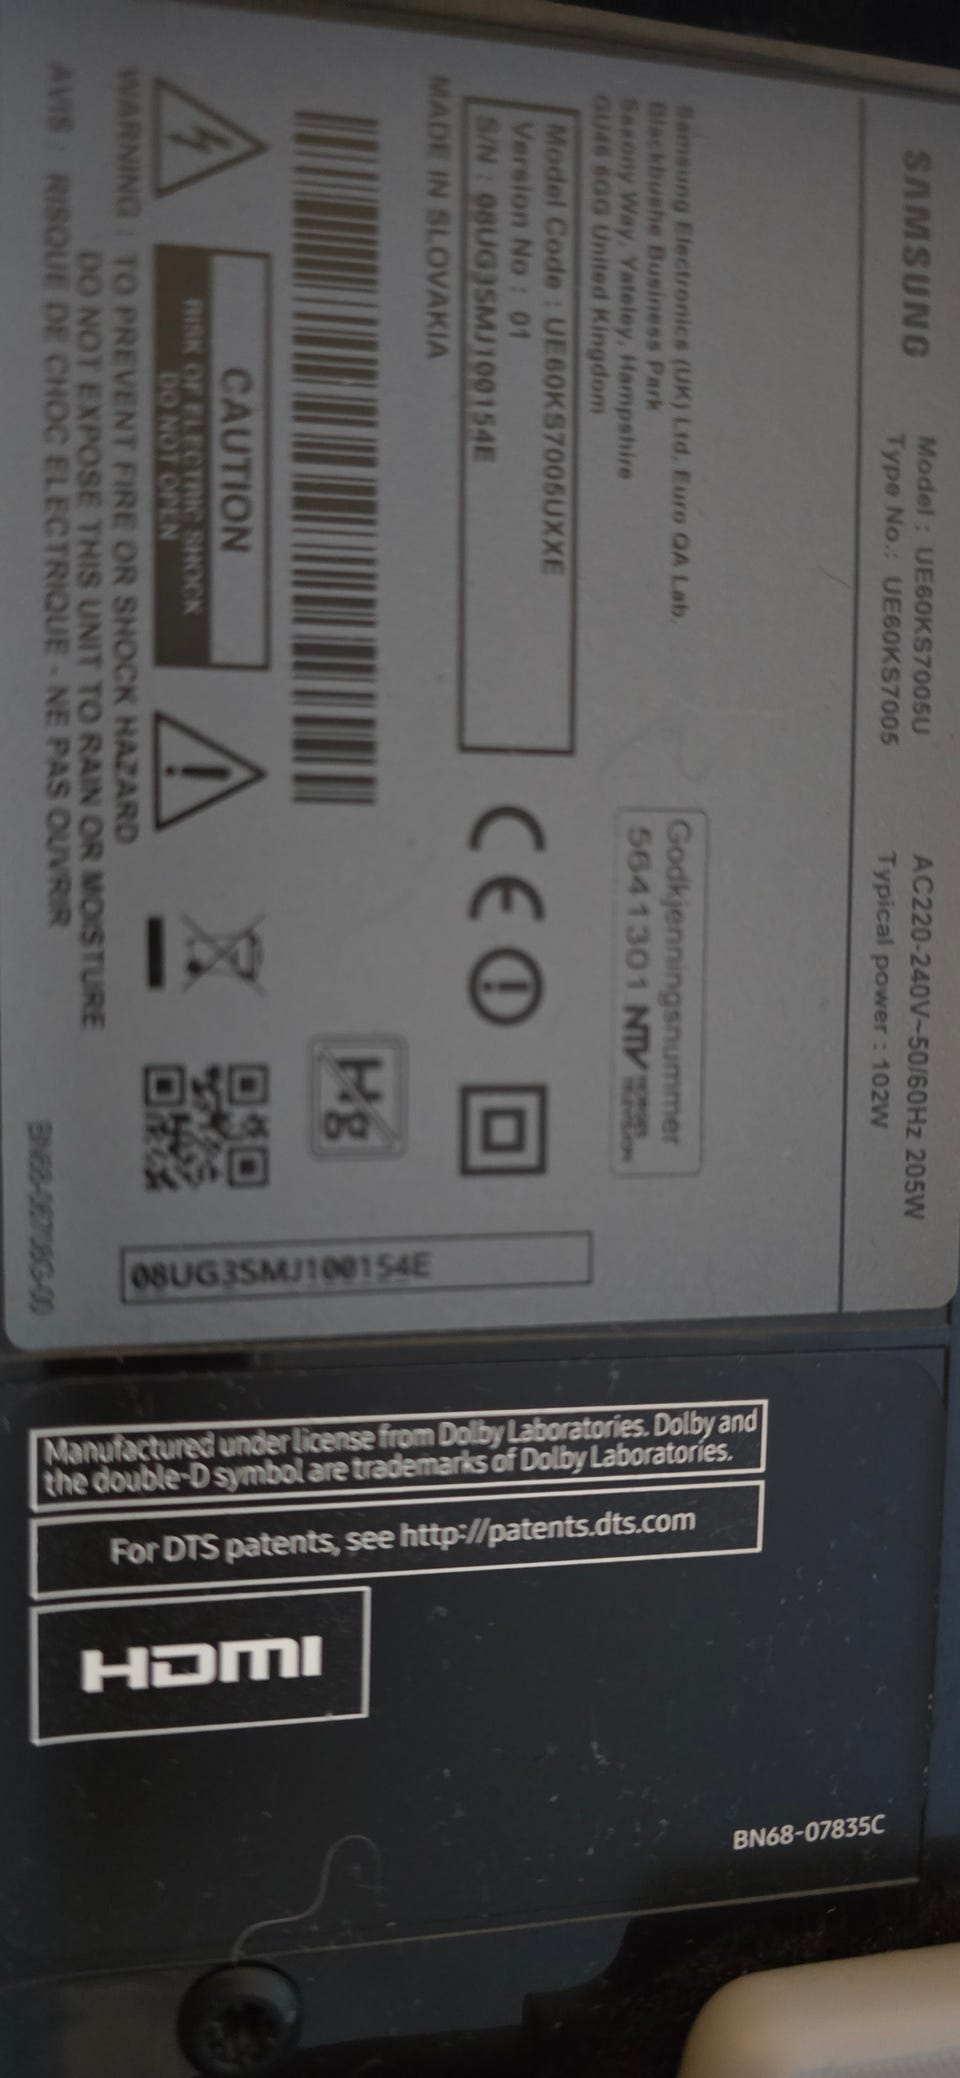 SAMSUNG
Model : UE60KS7005U
Type No.: UE60KS7005
AC220-240V~50/60Hz 205W
Typical power : 102W
Samsung Electronics (UK) Ltd, Euro QA Lab.
Blackbushe Business Park
Saxony Way, Yateley, Hampshire
GU46 6GG United Kingdom
Godkjenningsnummer
5641301 NTV
Model Code : UE60KS7005UXXE
Version No : 01
S/N : 08UG3SMJ100154E
MADE IN SLOVAKIA
CE
Hg
CAUTION
RISK OF ELECTRIC SHOCK
DO NOT OPEN
WARNING : TO PREVENT FIRE OR SHOCK HAZARD
DO NOT EXPOSE THIS UNIT TO RAIN OR MOISTURE
AVIS : RISQUE DE CHOC ELECTRIQUE - NE PAS OUVRIR
08UG3SMJ100154E
Manufactured under license from Dolby Laboratories. Dolby and
the double-D symbol are trademarks of Dolby Laboratories.
For DTS patents, see http://patents.dts.com
HDMI
BN68-07835C